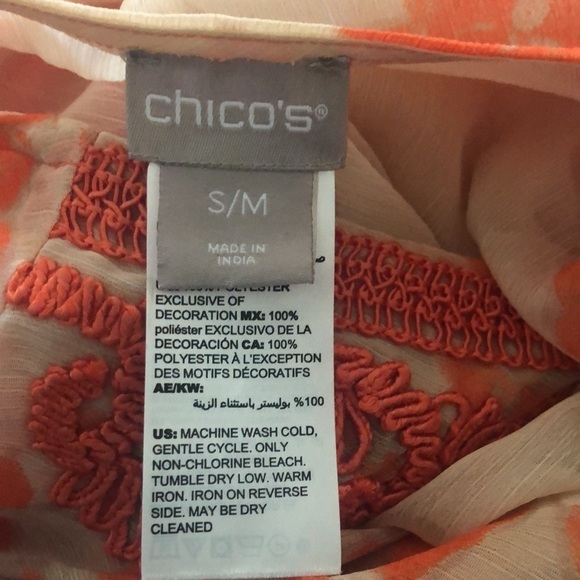 chico's®
S/M
MADE IN
INDIA
POLYESTER
EXCLUSIVE OF
DECORATION MX: 100%
poliéster EXCLUSIVO DE LA
DECORACIÓN CA: 100%
POLYESTER À L'EXCEPTION
DES MOTIFS DÉCORATIFS
AE/KW:
100% بوليستر باستثناء الزينة
US: MACHINE WASH COLD,
GENTLE CYCLE. ONLY
NON-CHLORINE BLEACH.
TUMBLE DRY LOW. WARM
IRON. IRON ON REVERSE
SIDE. MAY BE DRY
CLEANED